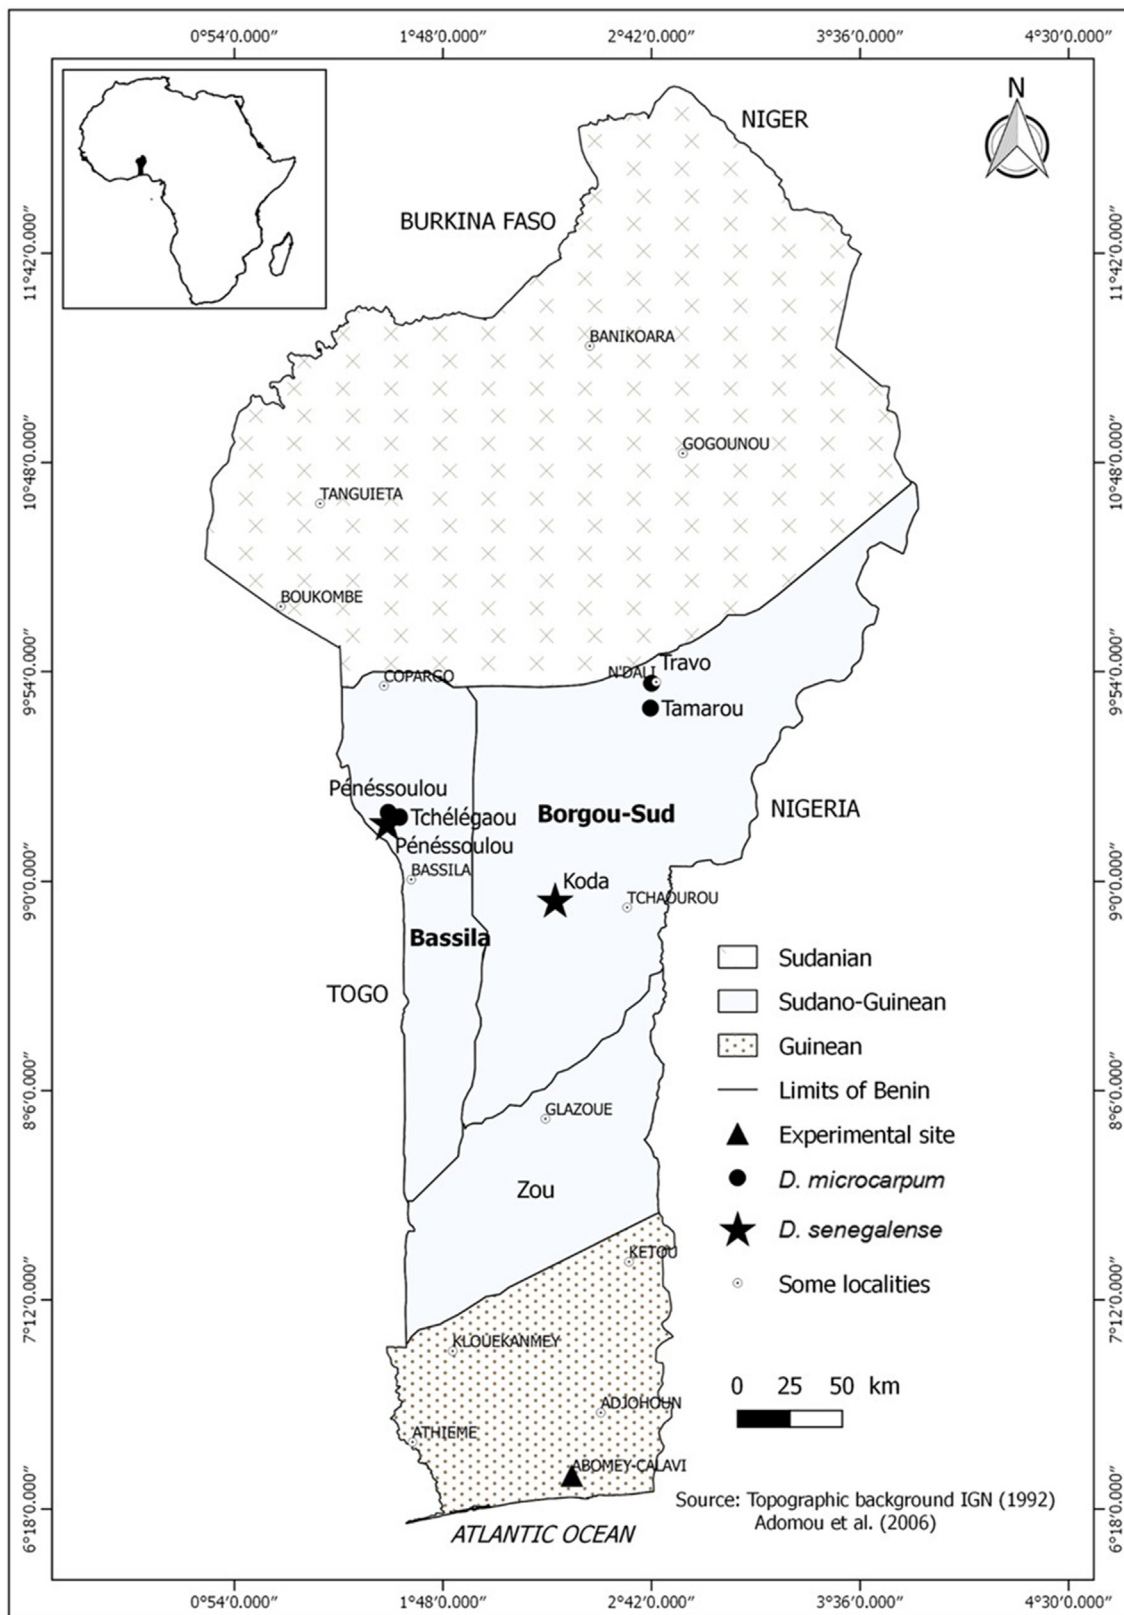 0°54′0.000″ 1°48′0.000″ 2°42′0.000″ 3°36′0.000″ 4°30′0.000″
N
NIGER
BURKINA FASO
11°42′0.000″ 11°42′0.000″
BANIKOARA
GOGOUNOU
10°48′0.000″ 10°48′0.000″
TANGUIETA
BOUKOMBE
Travo
N'DALI
COPARGO
9°54′0.000″ 9°54′0.000″
Tamarou
Pénéssoulou
Borgou-Sud
NIGERIA
Tchélégaou
Pénéssoulou
BASSILA
Koda
9°0′0.000″ 9°0′0.000″
TCHAOUROU
Bassila
TOGO
Sudanian
Sudano-Guinean
Guinean
Limits of Benin
8°6′0.000″ 8°6′0.000″
GLAZOUE
Experimental site
D. microcarpum
Zou
D. senegalense
KETOU
Some localities
7°12′0.000″ 7°12′0.000″
KLOUEKANMEY
0 25 50 km
ADJOHOUN
ATHIEME
ABOMEY-CALAVI
6°18′0.000″ 6°18′0.000″
Source: Topographic background IGN (1992)
Adomou et al. (2006)
ATLANTIC OCEAN
0°54′0.000″ 1°48′0.000″ 2°42′0.000″ 3°36′0.000″ 4°30′0.000″